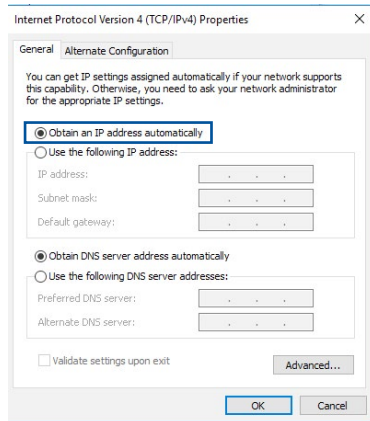 Internet Protocol Version 4 (TCP/IPv4) Properties
General
Alternate Configuration
You can get IP settings assigned automatically if your network supports
this capability. Otherwise, you need to ask your network administrator
for the appropriate IP settings.
Obtain an IP address automatically
Use the following IP address:
IP address:
Subnet mask:
Default gateway:
Obtain DNS server address automatically
Use the following DNS server addresses:
Preferred DNS server:
Alternate DNS server:
Validate settings upon exit
Advanced...
OK
Cancel